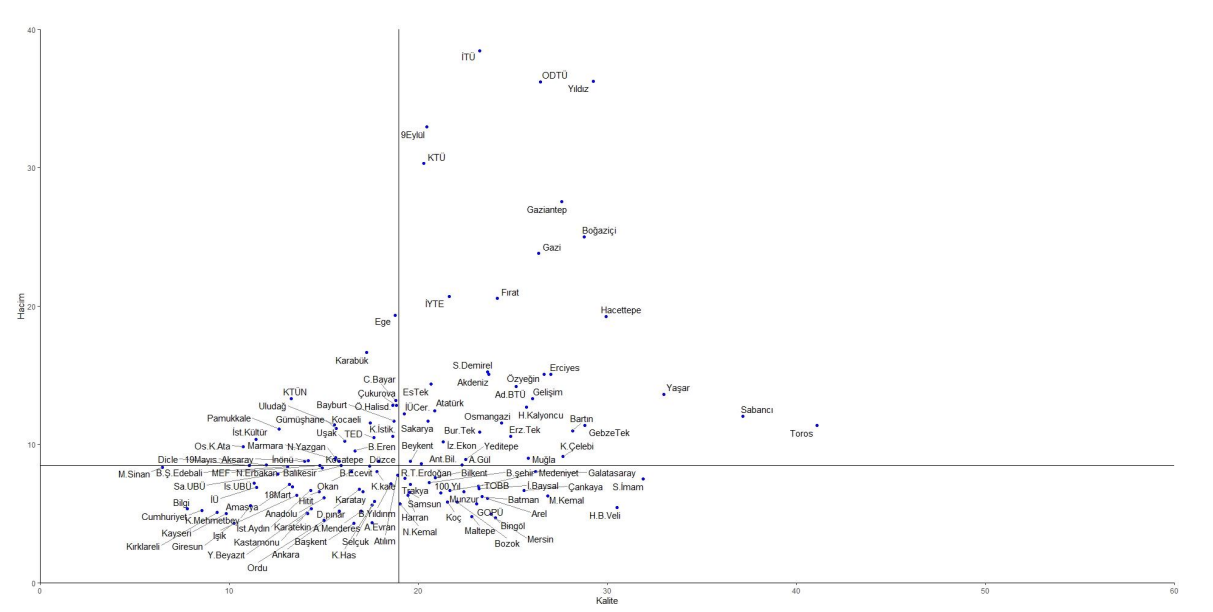 40
İTÜ
ODTÜ
Yıldız
9Eylül
KTÜ
30
Gaziantep
Boğaziçi
Gazi
Fırat
İYTE
Hacettepe
20
Ege
Hacim
Karabük
S.Demirel
Erciyes
Akdeniz
Özyeğin
C.Bayar
Yaşar
KTÜN
Çukurova
EsTek
Ad.BTÜ
Gelişim
Uludağ
Bayburt
Ö.Halisd.
İÜCer.
Atatürk
Sabancı
Pamukkale
Gümüşhane
Kocaeli
Osmangazi
H.Kalyoncu
Bartın
İst.Kültür
Uşak
TED
K.İstik.
Sakarya
Bur.Tek
Erz.Tek
GebzeTek
Toros
Os.K.Ata
Marmara
N.Yazgan
B.Eren
Beykent
İz.Ekon
Yeditepe
K.Çelebi
10
Dicle
19Mayıs
Aksaray
İnönü
Kocatepe
Düzce
Ant.Bil.
A.Gül
Muğla
M.Sinan
B.Ş.Edebali
MEF
N.Erbakan
Balıkesir
B.Ecevit
R.T.Erdoğan
Bilkent
B.şehir
Medeniyet
Galatasaray
Sa.UBÜ
İs.UBÜ
Okan
K.kale
100.Yıl
TOBB
İ.Baysal
Çankaya
S.İmam
İÜ
18Mart
Hitit
Karatay
Trakya
Samsun
Munzur
Batman
M.Kemal
Bilgi
Amasya
Anadolu
D.pınar
B.Yıldırım
Koç
GOPÜ
Arel
H.B.Veli
Cumhuriyet
K.Mehmetbey
İst.Aydın
Karatekin
A.Menderes
A.Evran
Harran
Bingöl
Kayseri
Işık
N.Kemal
Maltepe
Mersin
Kırklareli
Giresun
Kastamonu
Başkent
Selçuk
Atılım
Bozok
Y.Beyazıt
Ankara
K.Has
Ordu
0
0
10
20
30
40
50
60
Kalite